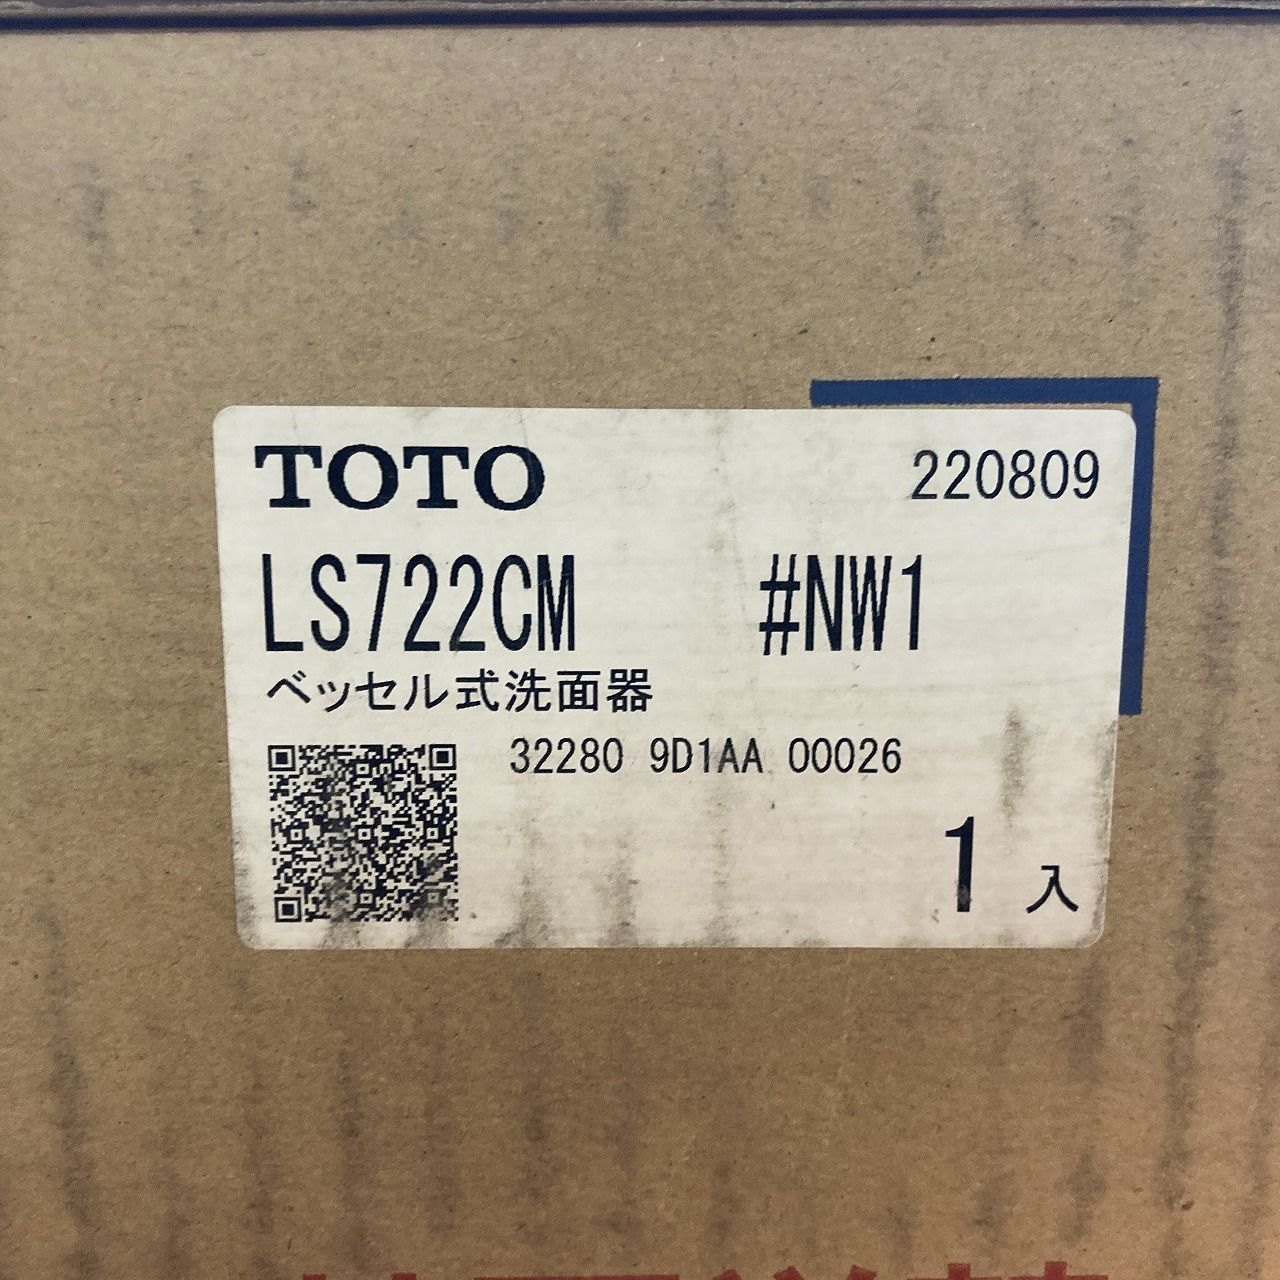 TOTO 220809
LS722CM #NW1
ベッセル式洗面器
32280 9D1AA 00026
1 入